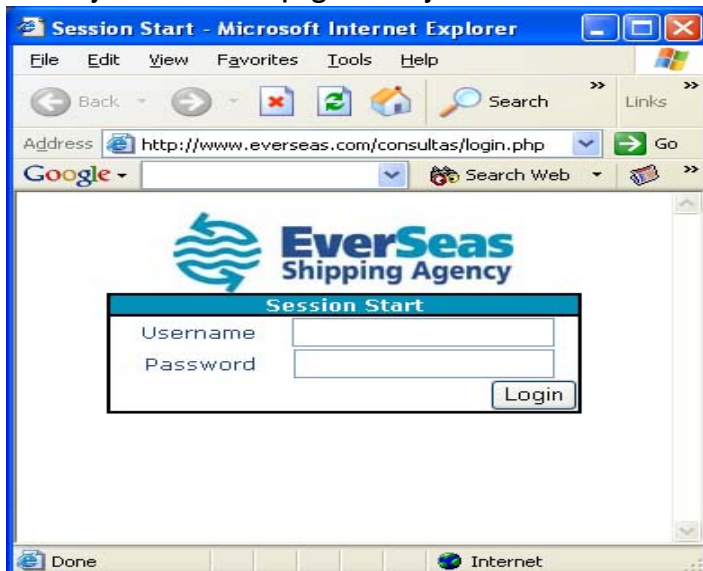 Session Start - Microsoft Internet Explorer
File Edit View Favorites Tools Help
Back Search » Links »
Address http://www.everseas.com/consultas/login.php Go
Google Search Web »
EverSeas
Shipping Agency
Session Start
Username
Password
Login
Done Internet